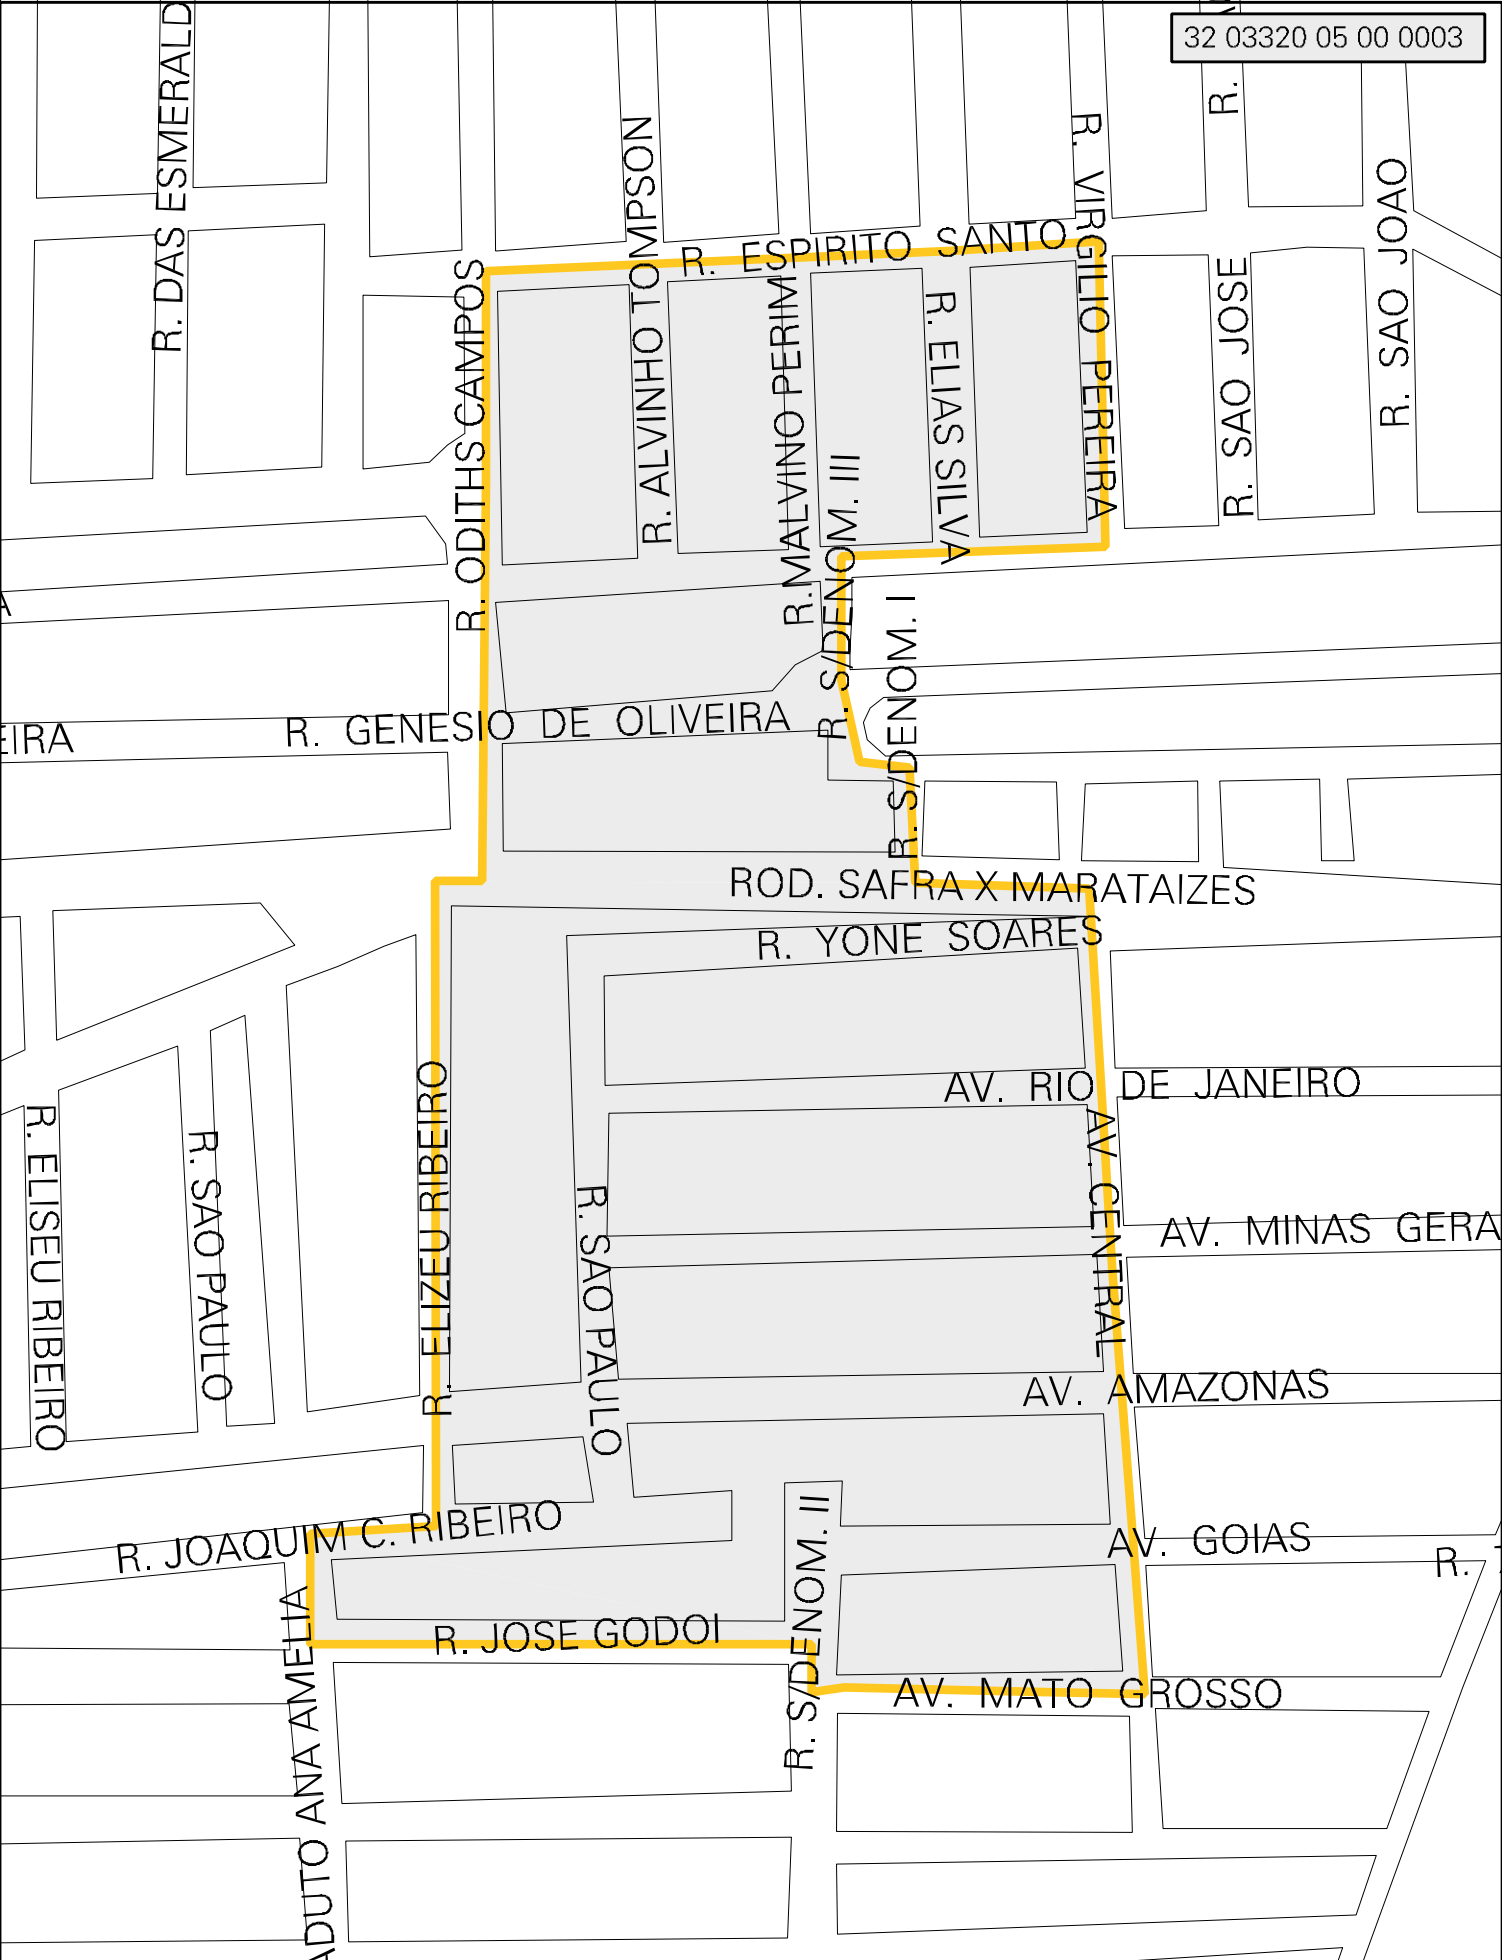 32 03320 05 00 0003
R. DAS ESMERALD
R. ALVINHO TOMPSON
R. VIRGILIO PEREIRA
R.
R. SAO JOAO
R. ESPIRITO SANTO
R. ODITHS CAMPOS
R. MALVINO PERIMI
R. ELIAS SILVA
R. SAO JOSE
R. S/DENOM. III
R. S/DENOM. I
A
EIRA
R. GENESIO DE OLIVEIRA
ROD. SAFRA X MARATAIZES
R. YONE SOARES
R. ELIZEU RIBEIRO
AV. RIO DE JANEIRO
R. ELISEU RIBEIRO
R. SAO PAULO
R. SAO PAULO
AV. CENTRAL
AV. MINAS GERA
AV. AMAZONAS
R. JOAQUIM C. RIBEIRO
R. S/DENOM. II
AV. GOIAS
R.
R. JOSE GODOI
AV. MATO GROSSO
ADUTO ANA AMELIA